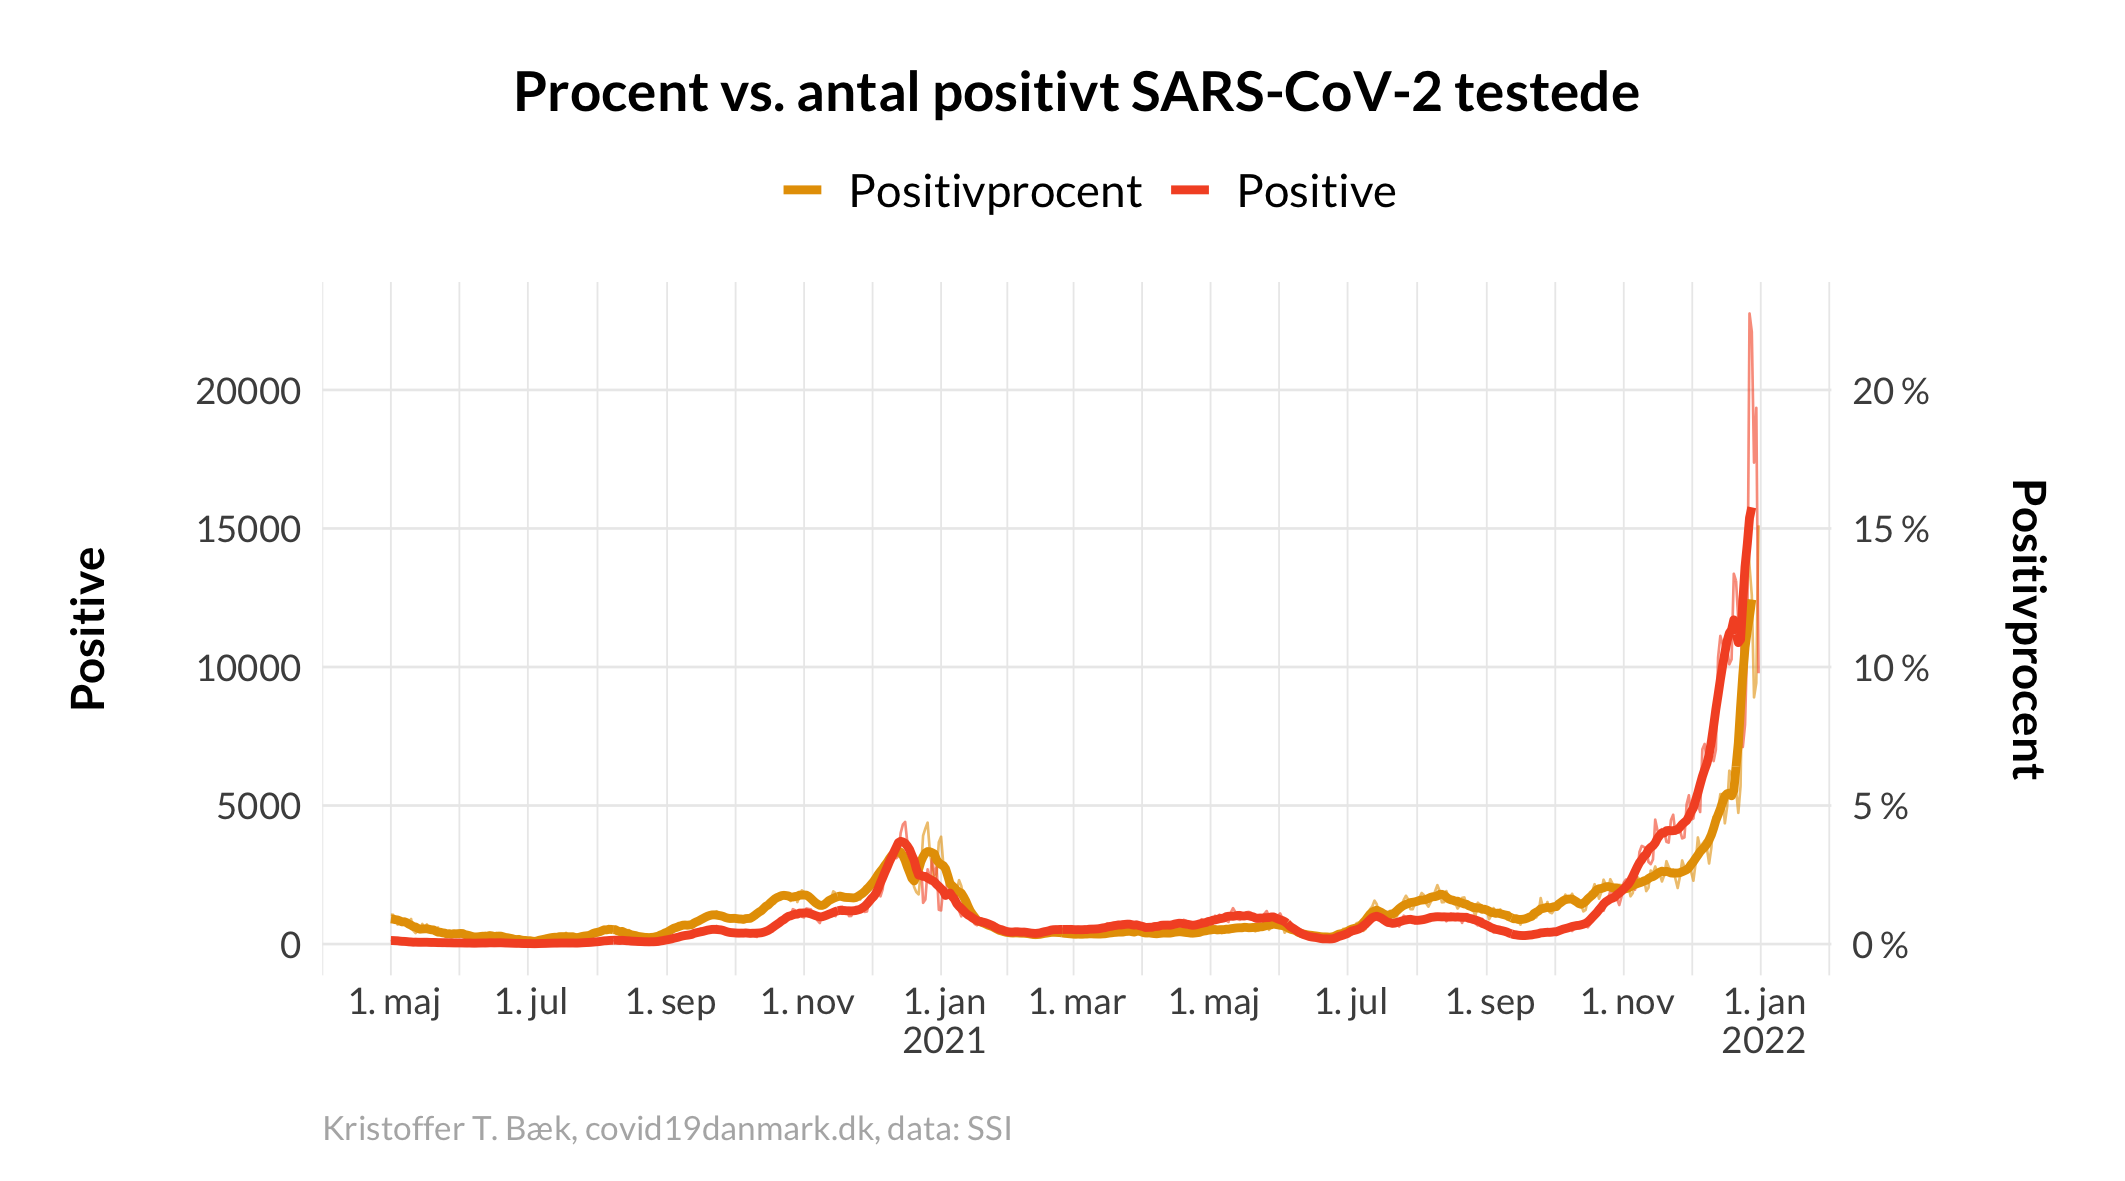 Procent vs. antal positivt SARS-CoV-2 testede
Positivprocent Positive
Positive
20000
15000
10000
5000
0
20 %
15 %
10 %
5 %
0 %
Positivprocent
1. maj 1. jul 1. sep 1. nov 1. jan 1. mar 1. maj 1. jul 1. sep 1. nov 1. jan
2021 2022
Kristoffer T. Bæk, covid19danmark.dk, data: SSI